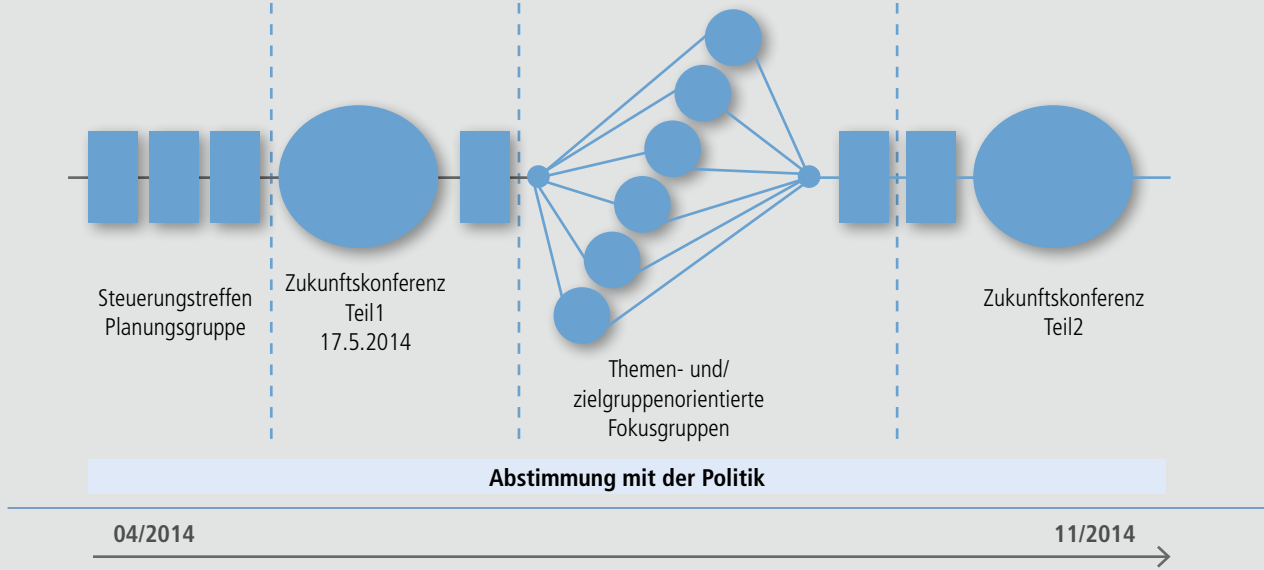 Steuerungstreffen
Planungsgruppe
Zukunftskonferenz
Teil1
17.5.2014
Themen- und/
zielgruppenorientierte
Fokusgruppen
Zukunftskonferenz
Teil2
Abstimmung mit der Politik
04/2014
11/2014